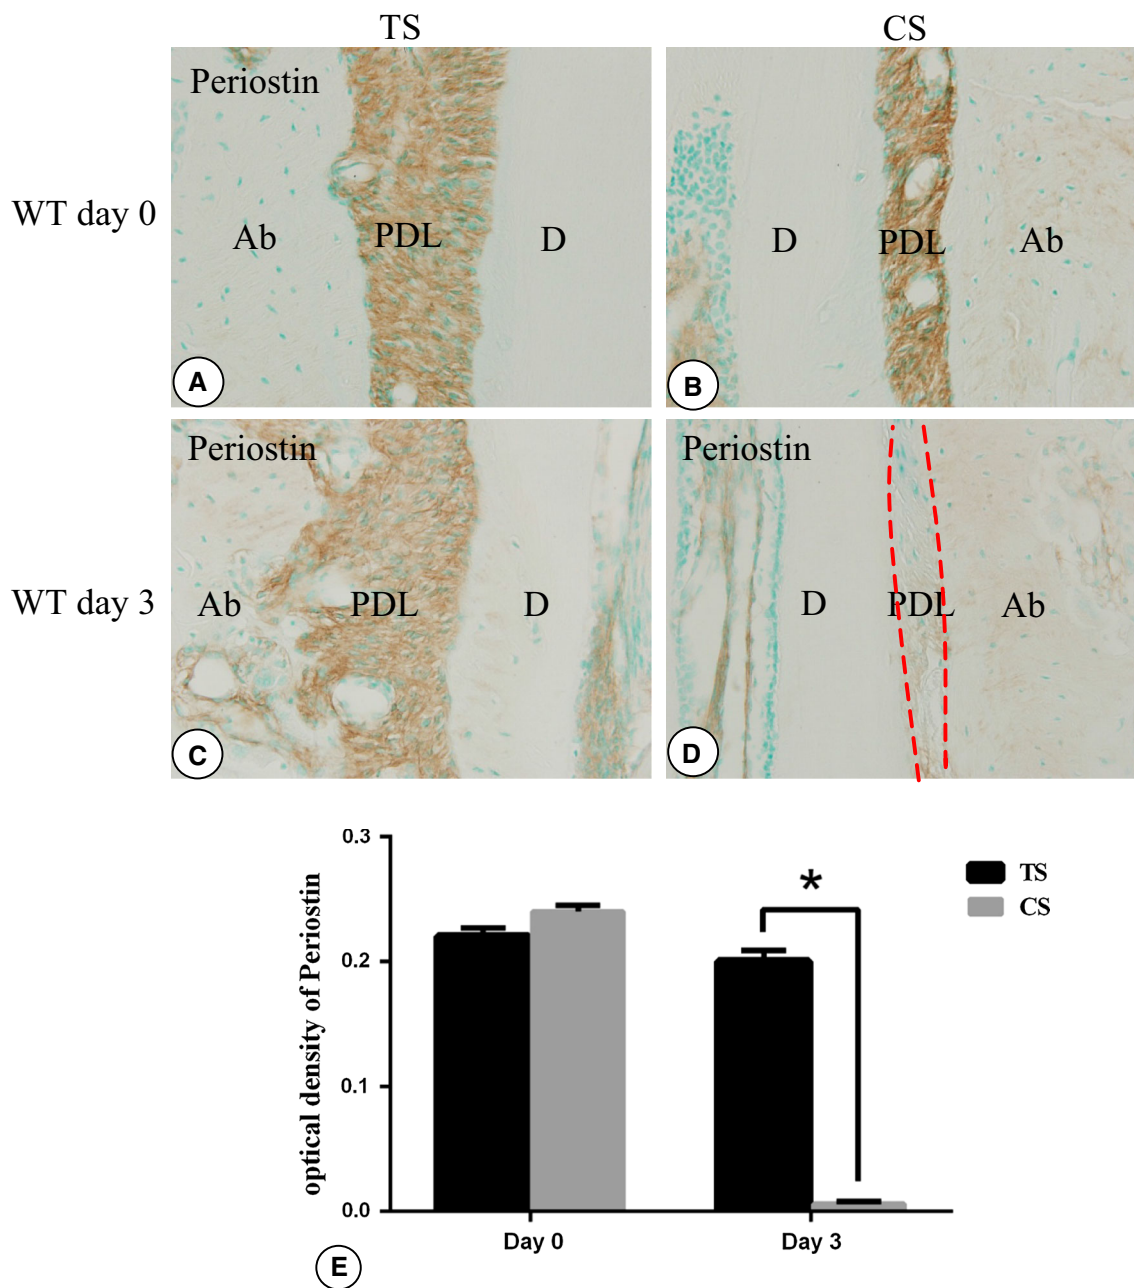 TS CS
WT day 0
Periostin
Ab PDL D
A
D PDL Ab
B
WT day 3
Periostin
Ab PDL D
C
Periostin
D PDL Ab
D
optical density of Periostin
0.3
0.2
0.1
0.0
*
TS
CS
Day 0 Day 3
E